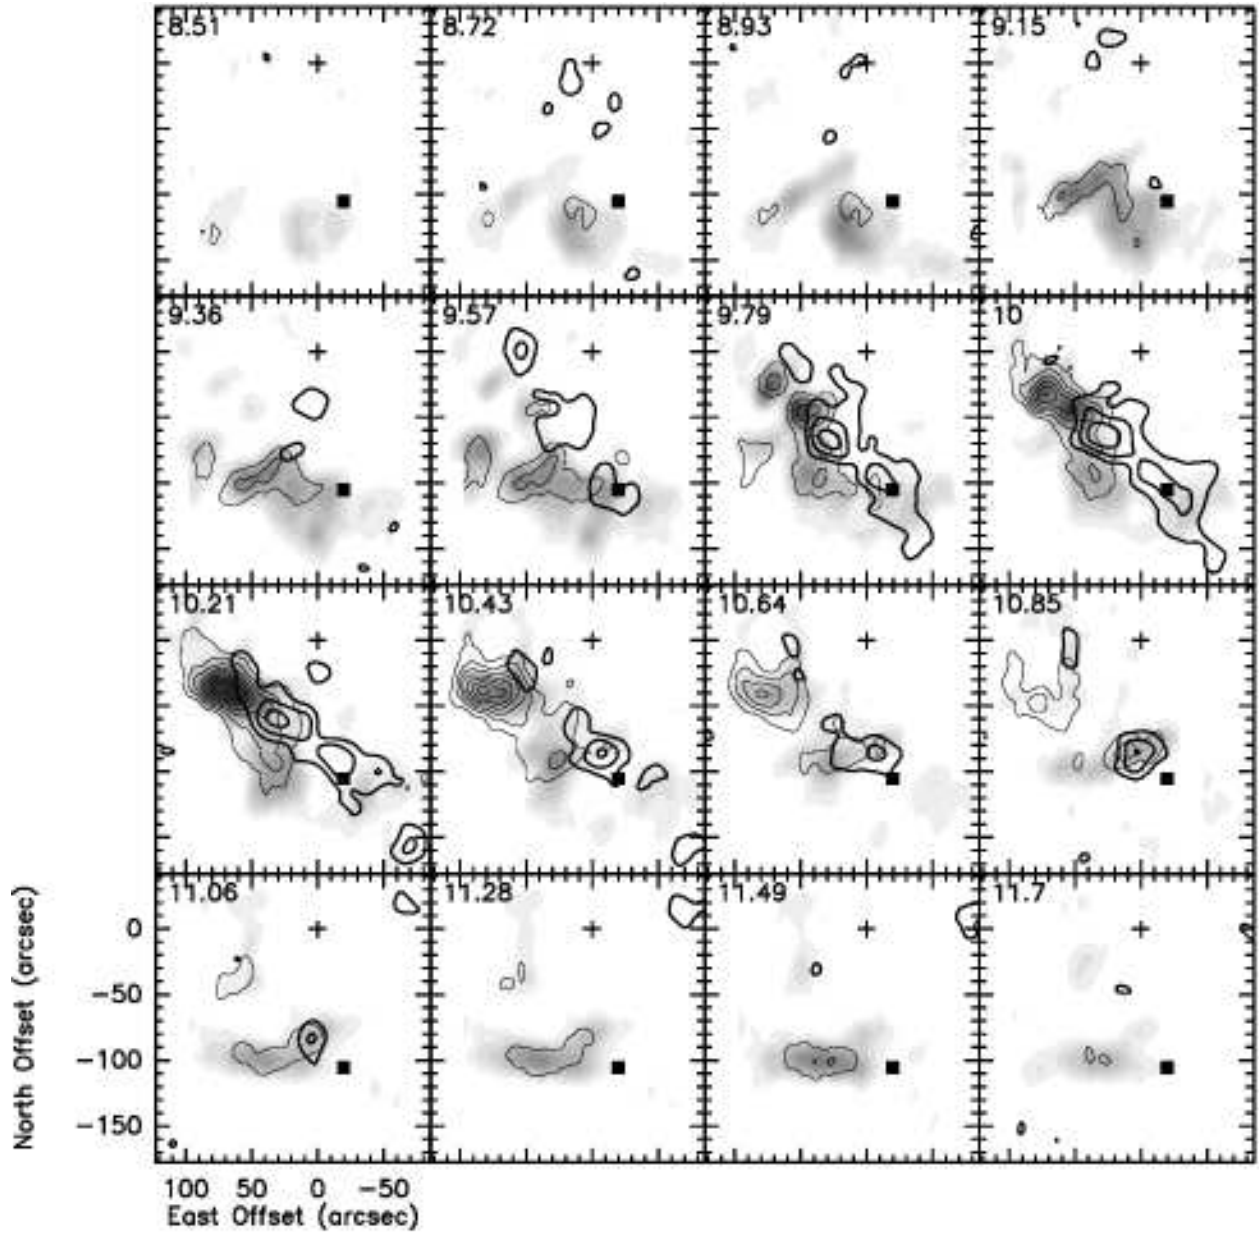 8.51 8.72 8.93 9.15
9.36 9.57 9.79 10
10.21 10.43 10.64 10.85
11.06 11.28 11.49 11.7
0
−50
−100
−150
North Offset (arcsec)
100 50 0 −50
East Offset (arcsec)